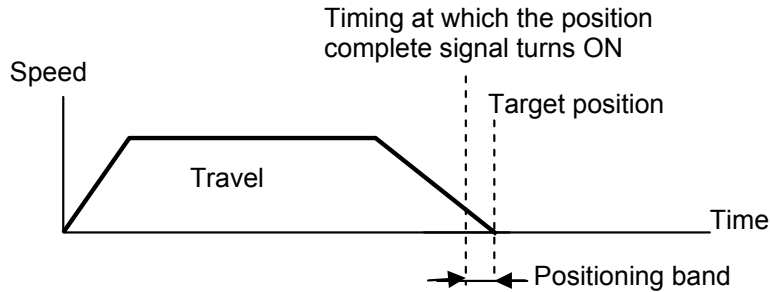 Timing at which the position
complete signal turns ON
Speed
Target position
Travel
Time
Positioning band